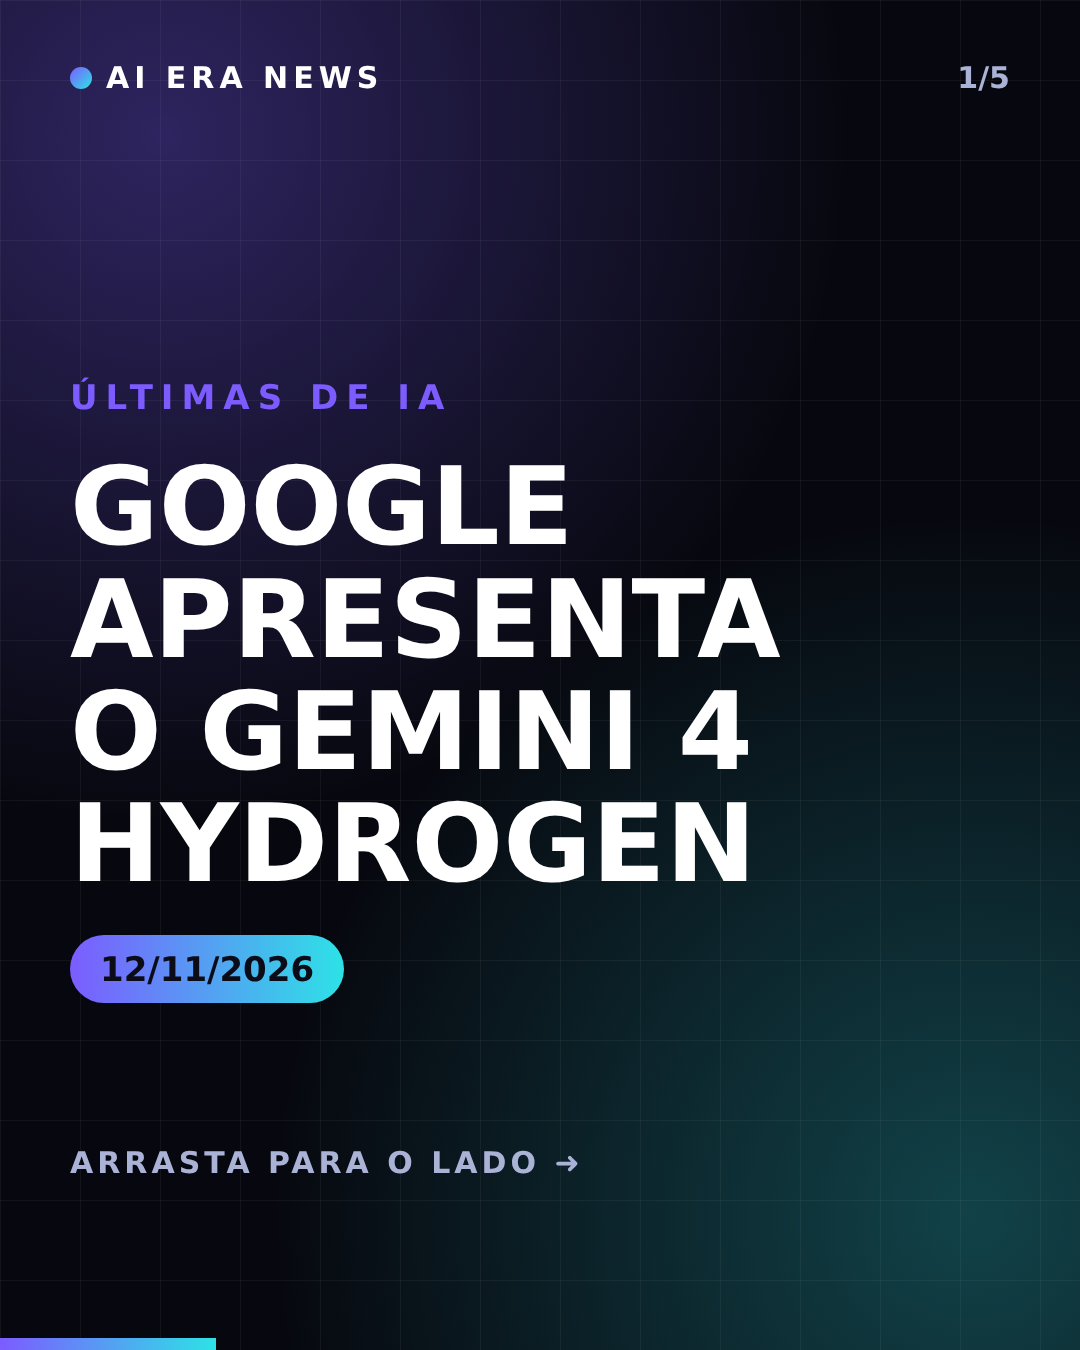 AI ERA NEWS
1/5
ÚLTIMAS DE IA
GOOGLE
APRESENTA
O GEMINI 4
HYDROGEN
12/11/2026
ARRASTA PARA O LADO →